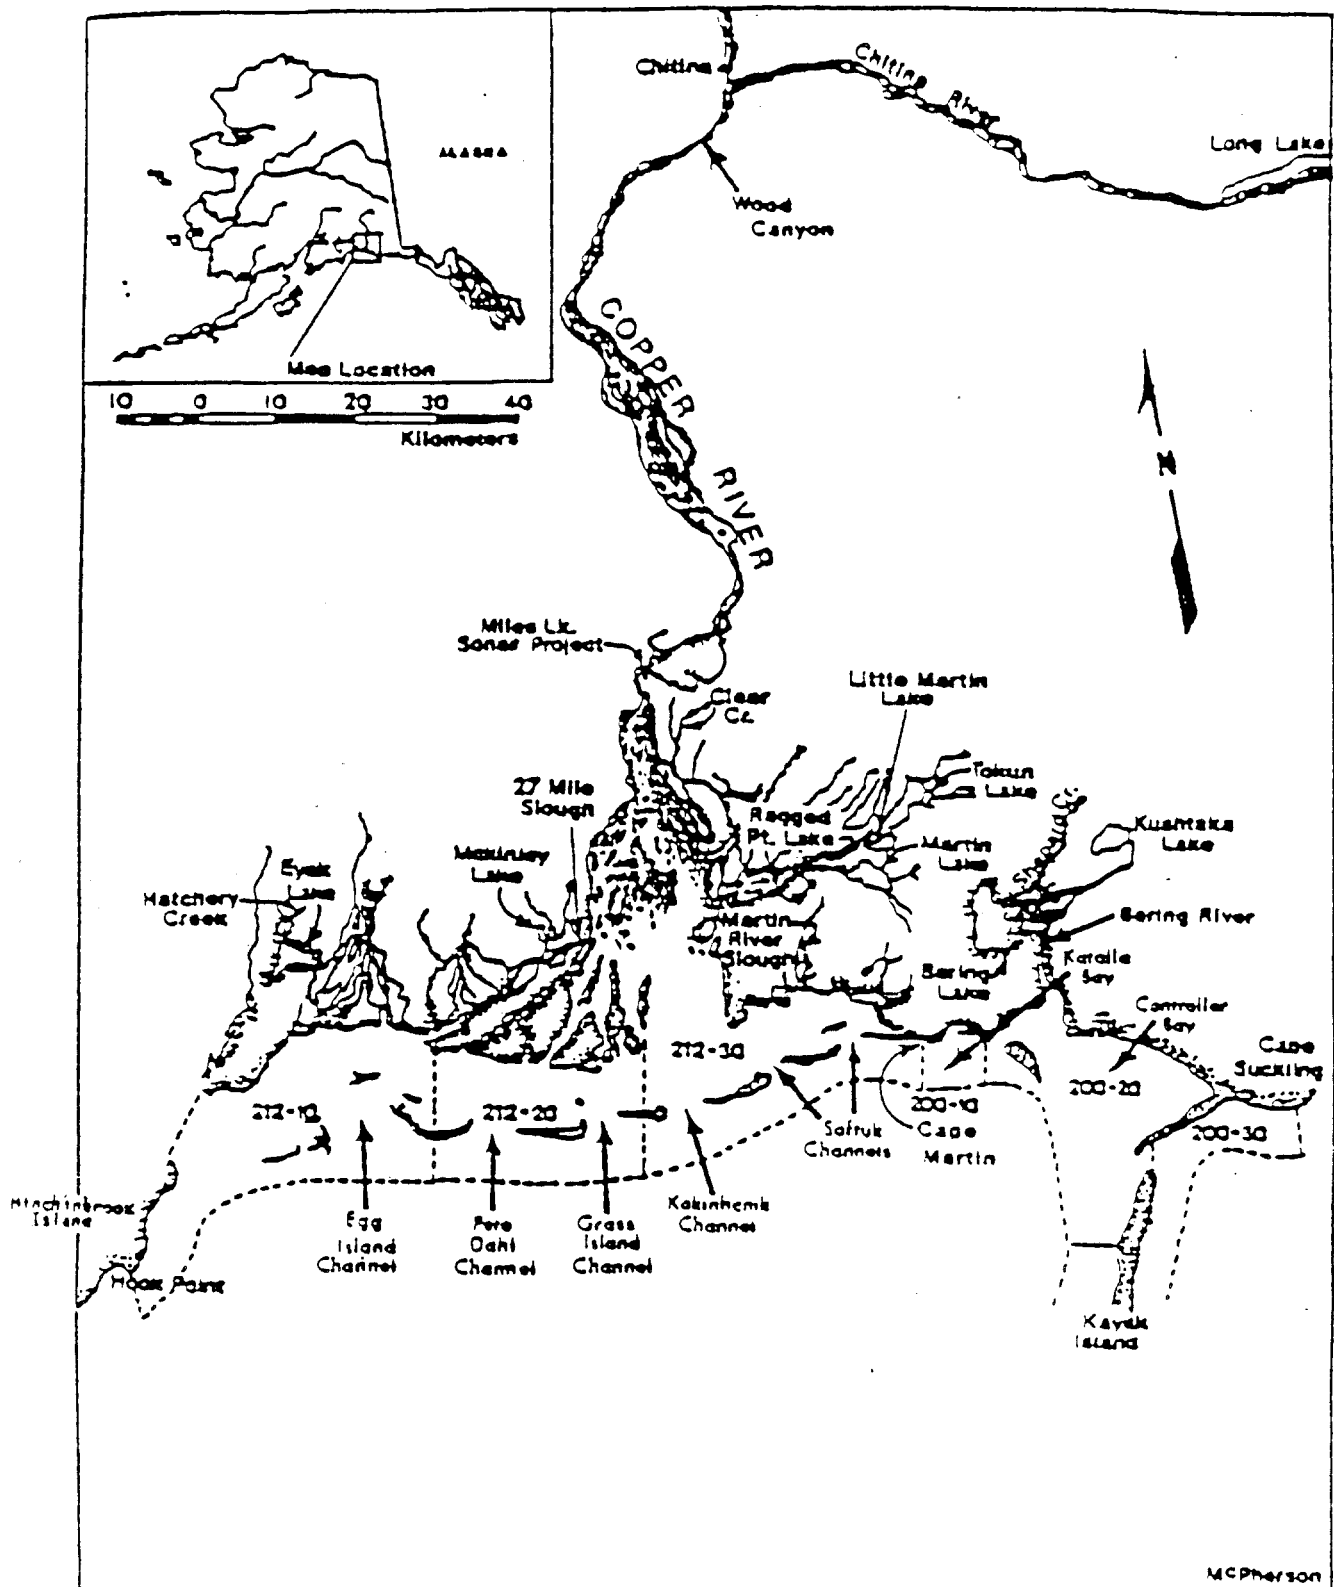 ALASKA
Map Location
10 0 10 20 30 40
Kilometers
Chitina
Chitina River
Long Lake
Wood
Canyon
COPPER RIVER
N
Miles Lk.
Sonar Project
Clear
Cr.
Little Martin
Lake
27 Mile
Slough
Tokun
Lake
Ragged
Pt. Lake
Kushtaka
Lake
McKinley
Lake
Martin
Lake
Eyak
Lake
Hatchery
Creek
Martin
River
Slough
Bering River
Bering
Lake
Katalla
Bay
Controller
Bay
Cape
Suckling
212-30
212-10
212-20
200-10
200-20
200-30
Softuk
Channels
Cape
Martin
Hinchinbrook
Island
Egg
Island
Channel
Pete
Dahl
Channel
Grass
Island
Channel
Kokinhenik
Channel
Hook Point
Kayak
Island
McPherson